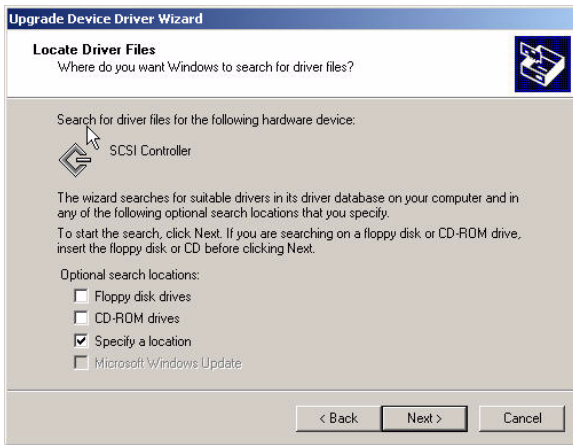 Upgrade Device Driver Wizard
Locate Driver Files
Where do you want Windows to search for driver files?
Search for driver files for the following hardware device:
SCSI Controller
The wizard searches for suitable drivers in its driver database on your computer and in
any of the following optional search locations that you specify.
To start the search, click Next. If you are searching on a floppy disk or CD-ROM drive,
insert the floppy disk or CD before clicking Next.
Optional search locations:
Floppy disk drives
CD-ROM drives
Specify a location
Microsoft Windows Update
< Back Next > Cancel